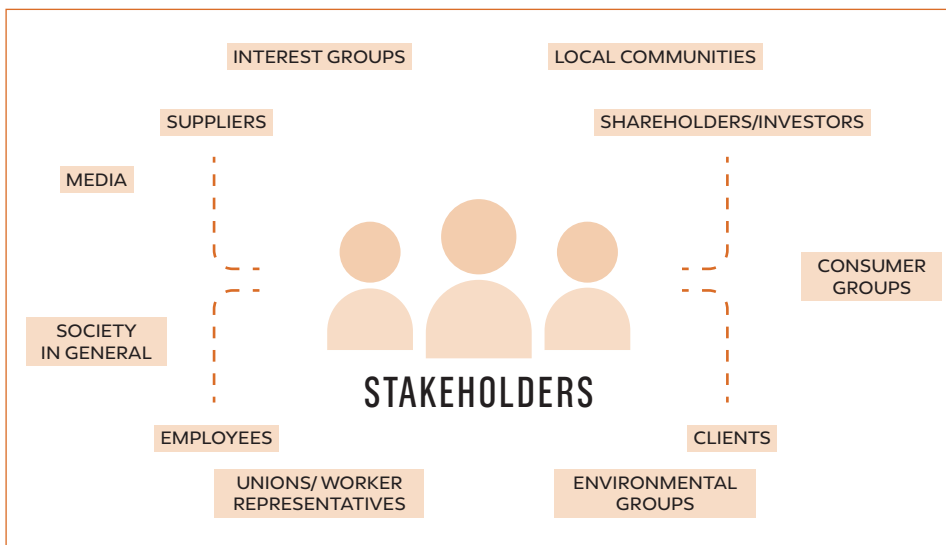 INTEREST GROUPS
LOCAL COMMUNITIES
SUPPLIERS
SHAREHOLDERS/INVESTORS
MEDIA
CONSUMER
GROUPS
SOCIETY
IN GENERAL
STAKEHOLDERS
EMPLOYEES
CLIENTS
UNIONS/ WORKER
REPRESENTATIVES
ENVIRONMENTAL
GROUPS